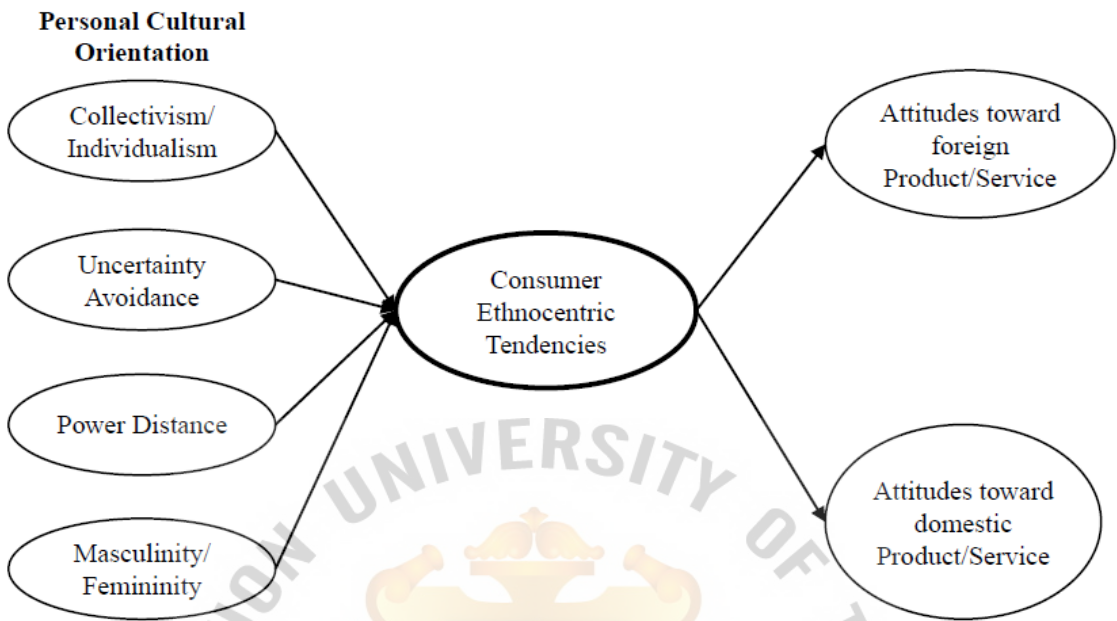 Personal Cultural
Orientation
Collectivism/
Individualism
Uncertainty
Avoidance
Power Distance
Masculinity/
Femininity
Consumer
Ethnocentric
Tendencies
Attitudes toward
foreign
Product/Service
Attitudes toward
domestic
Product/Service
UNIVERSITY OF